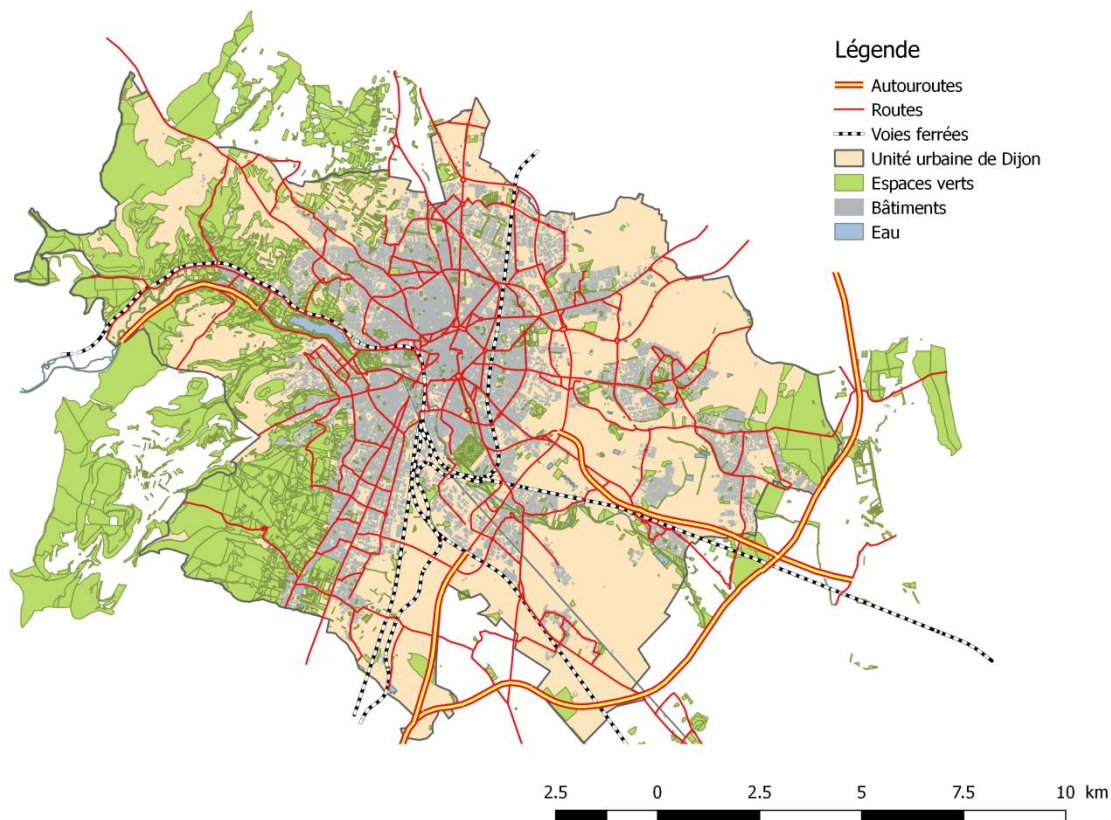 Légende
Autouroutes
Routes
Voies ferrées
Unité urbaine de Dijon
Espaces verts
Bâtiments
Eau
2.5 0 2.5 5 7.5 10 km